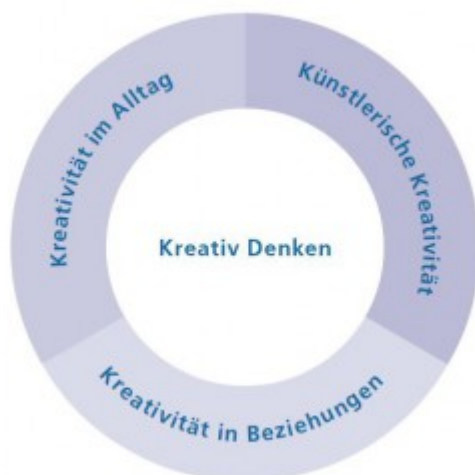 Kreativität im Alltag
Künstlerische Kreativität
Kreativ Denken
Kreativität in Beziehungen